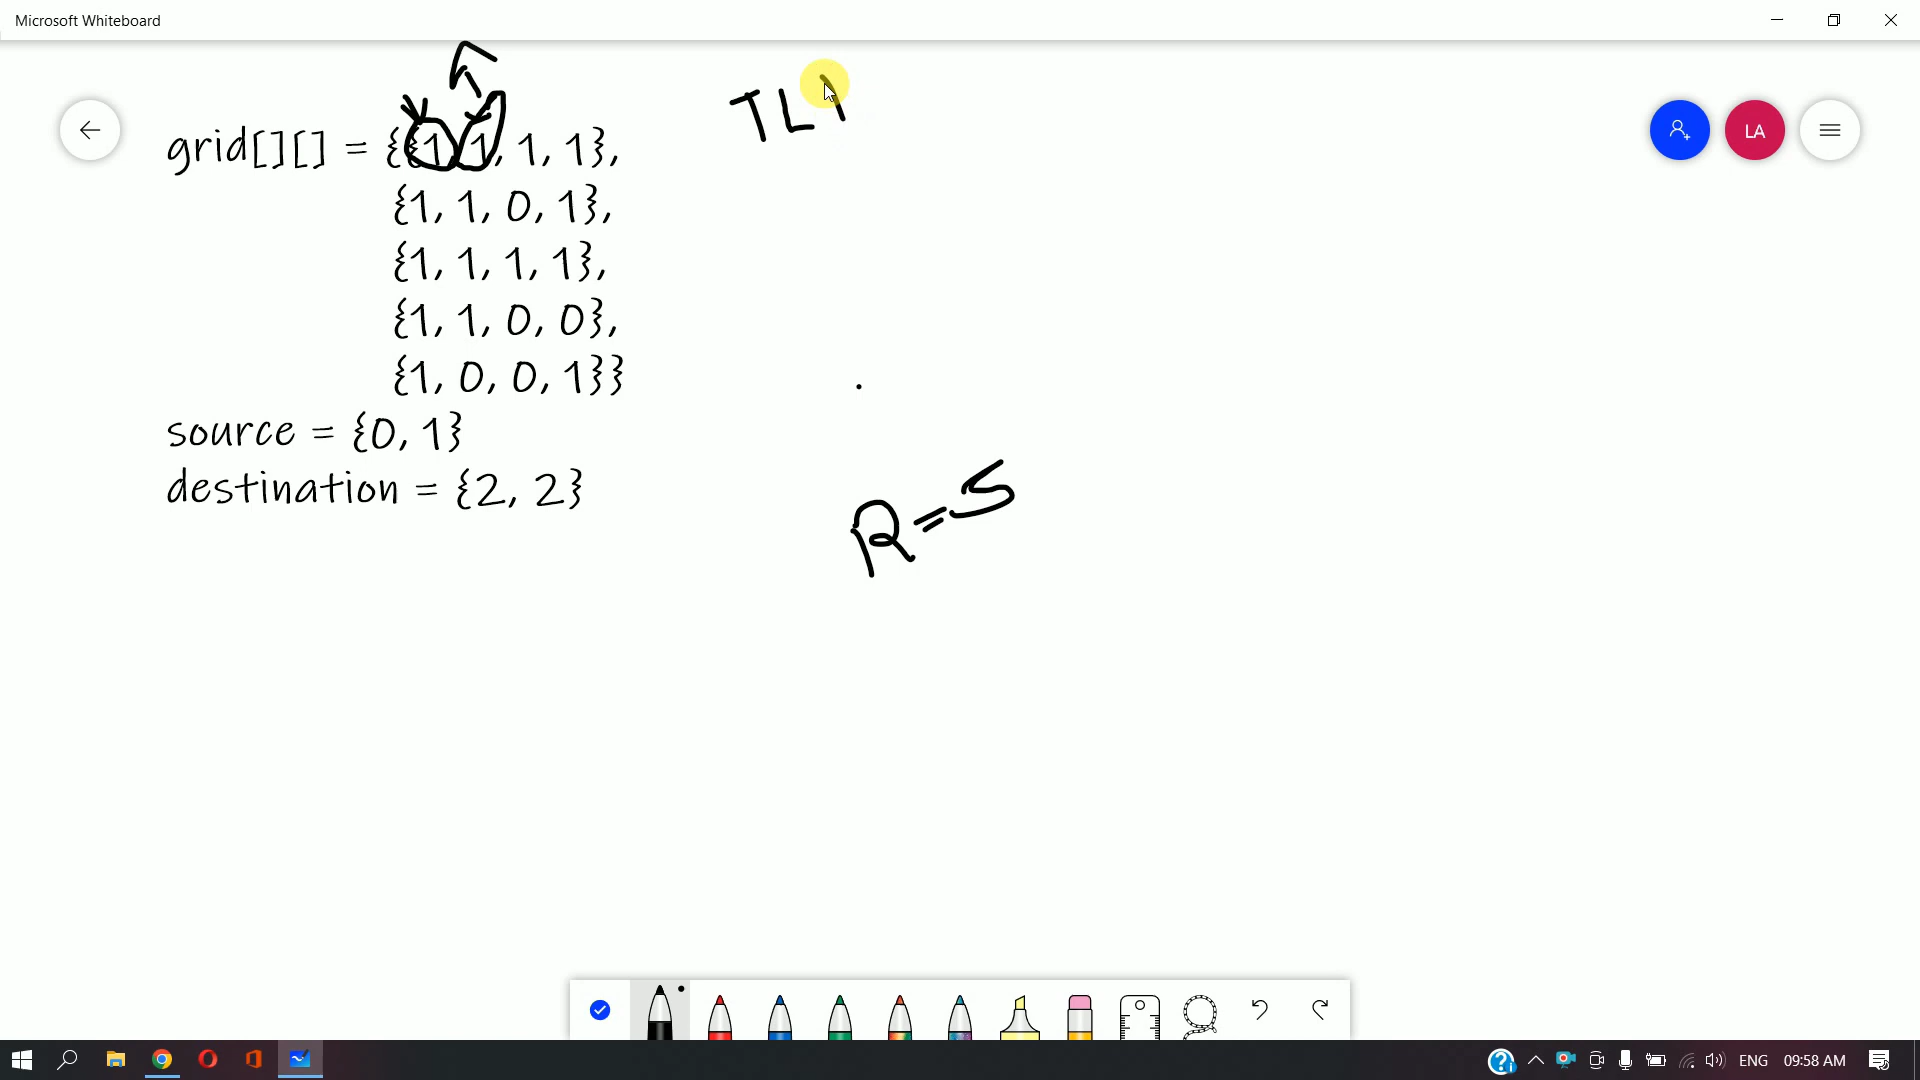 Microsoft Whiteboard
grid[][] = {{1, 1, 1, 1},
{1, 1, 0, 1},
{1, 1, 1, 1},
{1, 1, 0, 0},
{1, 0, 0, 1}}
source = {0, 1}
destination = {2, 2}
TL
R=5
LA
ENG
09:58 AM